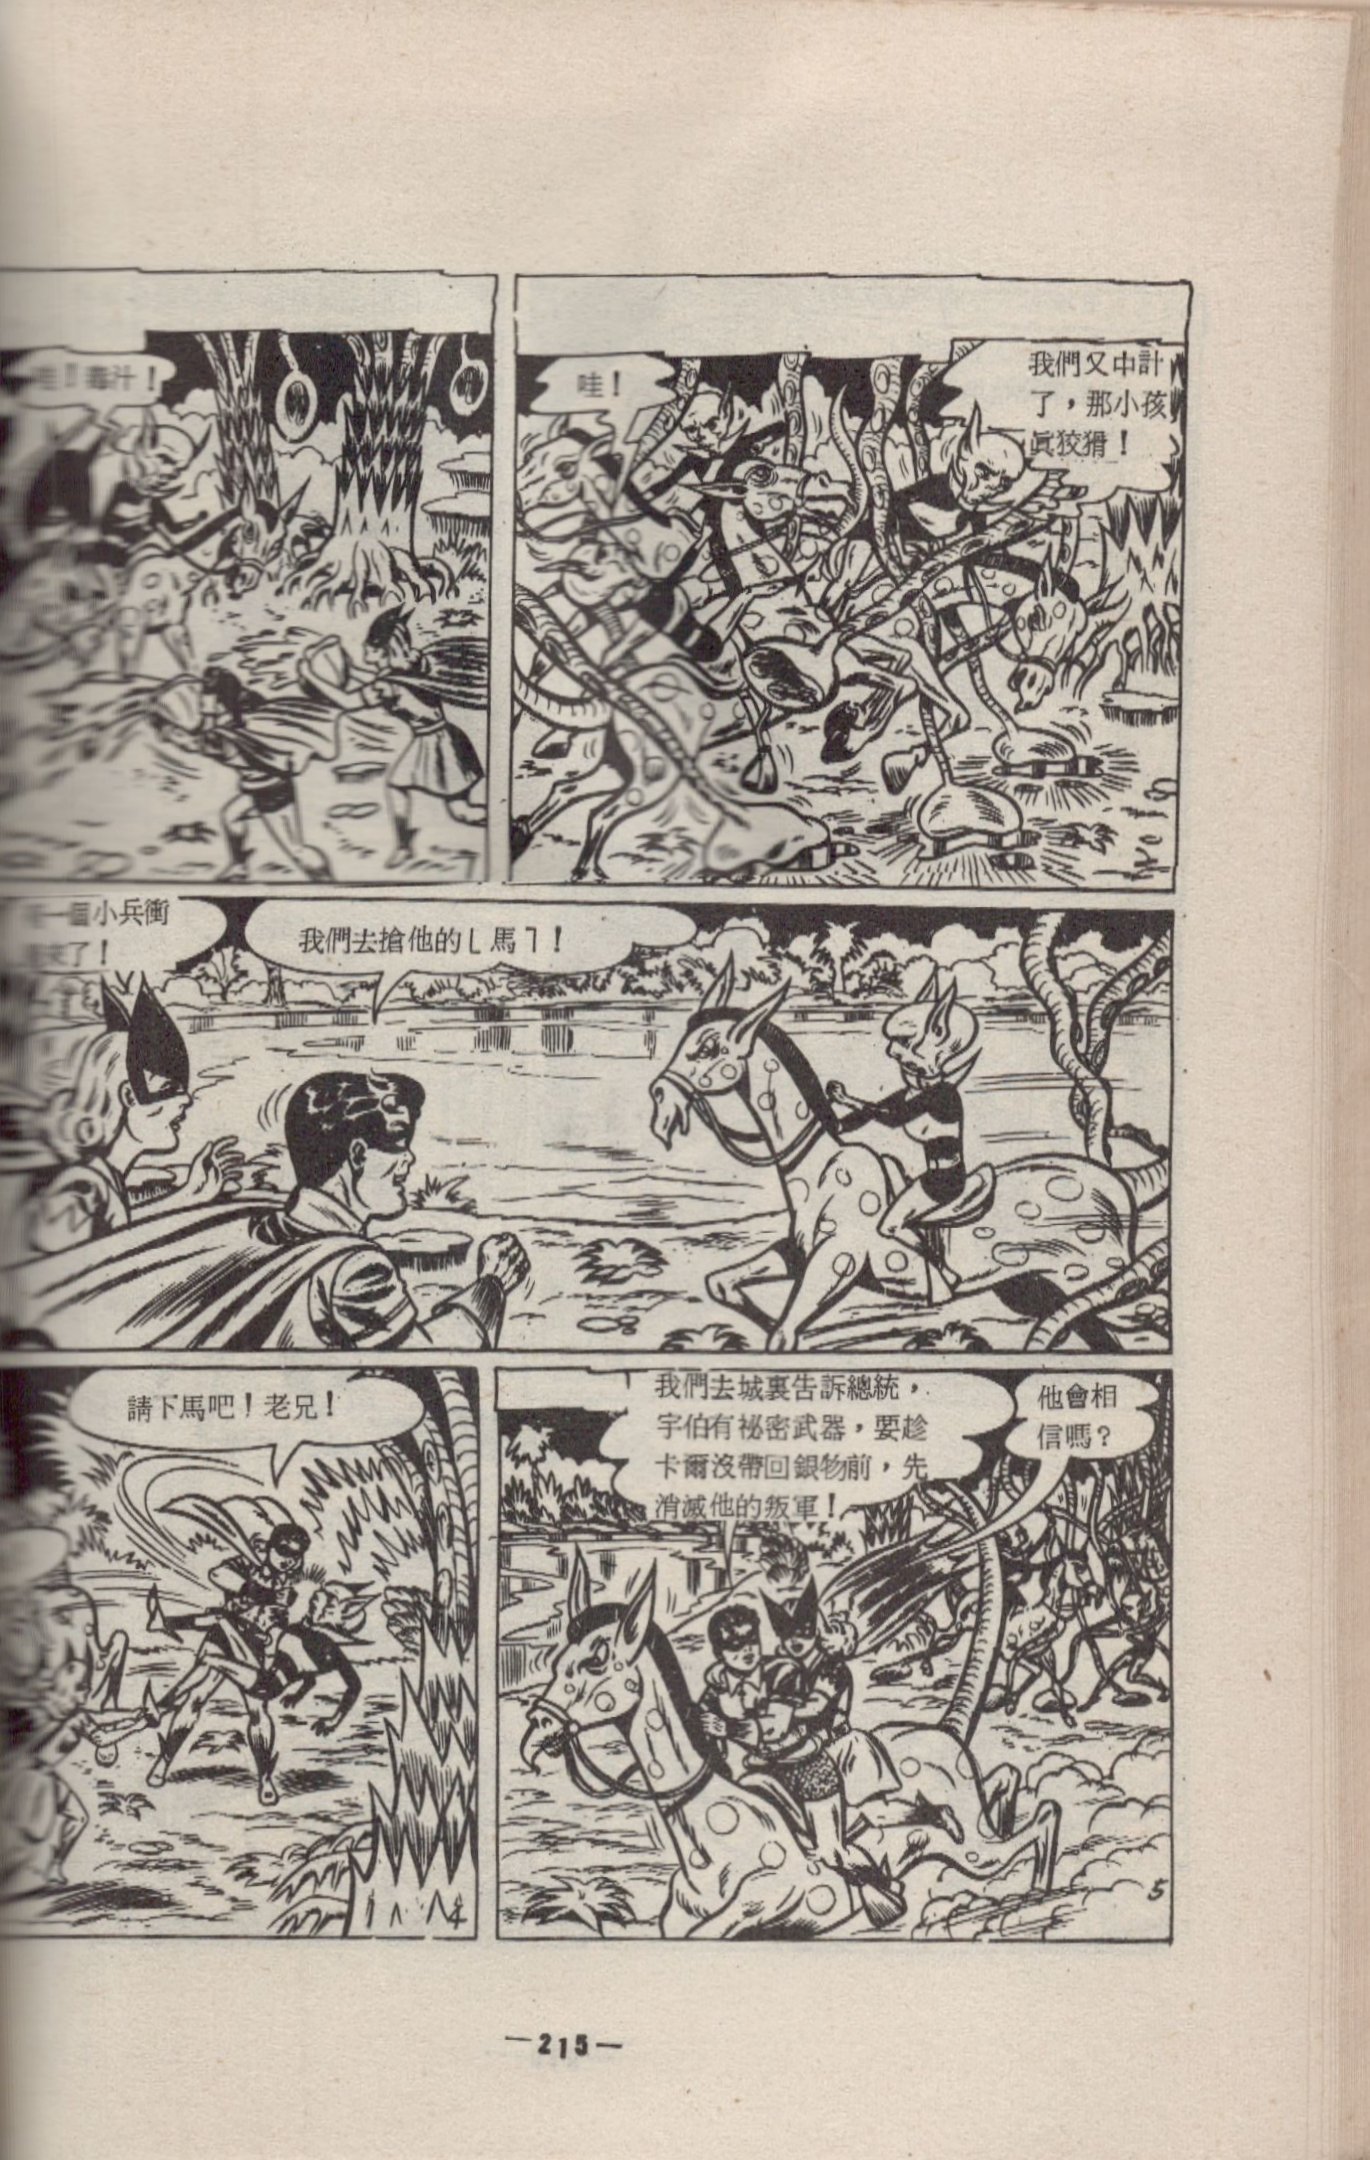 哇！毒汁！
哇！
我們又中計
了，那小孩
眞狡猾！
一個小兵衝
來了！
我們去搶他的「馬」！
請下馬吧！老兄！
我們去城裏告訴總統，
宇伯有祕密武器，要趁
卡爾沒帶回銀物前，先
消滅他的叛軍！
他會相
信嗎？
5
—215—